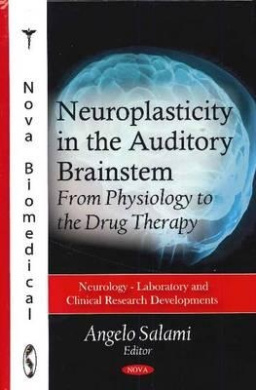 Nova Biomedical
Neuroplasticity
in the Auditory
Brainstem
From Physiology to
the Drug Therapy
Neurology - Laboratory and
Clinical Research Developments
Angelo Salami
Editor
NOVA